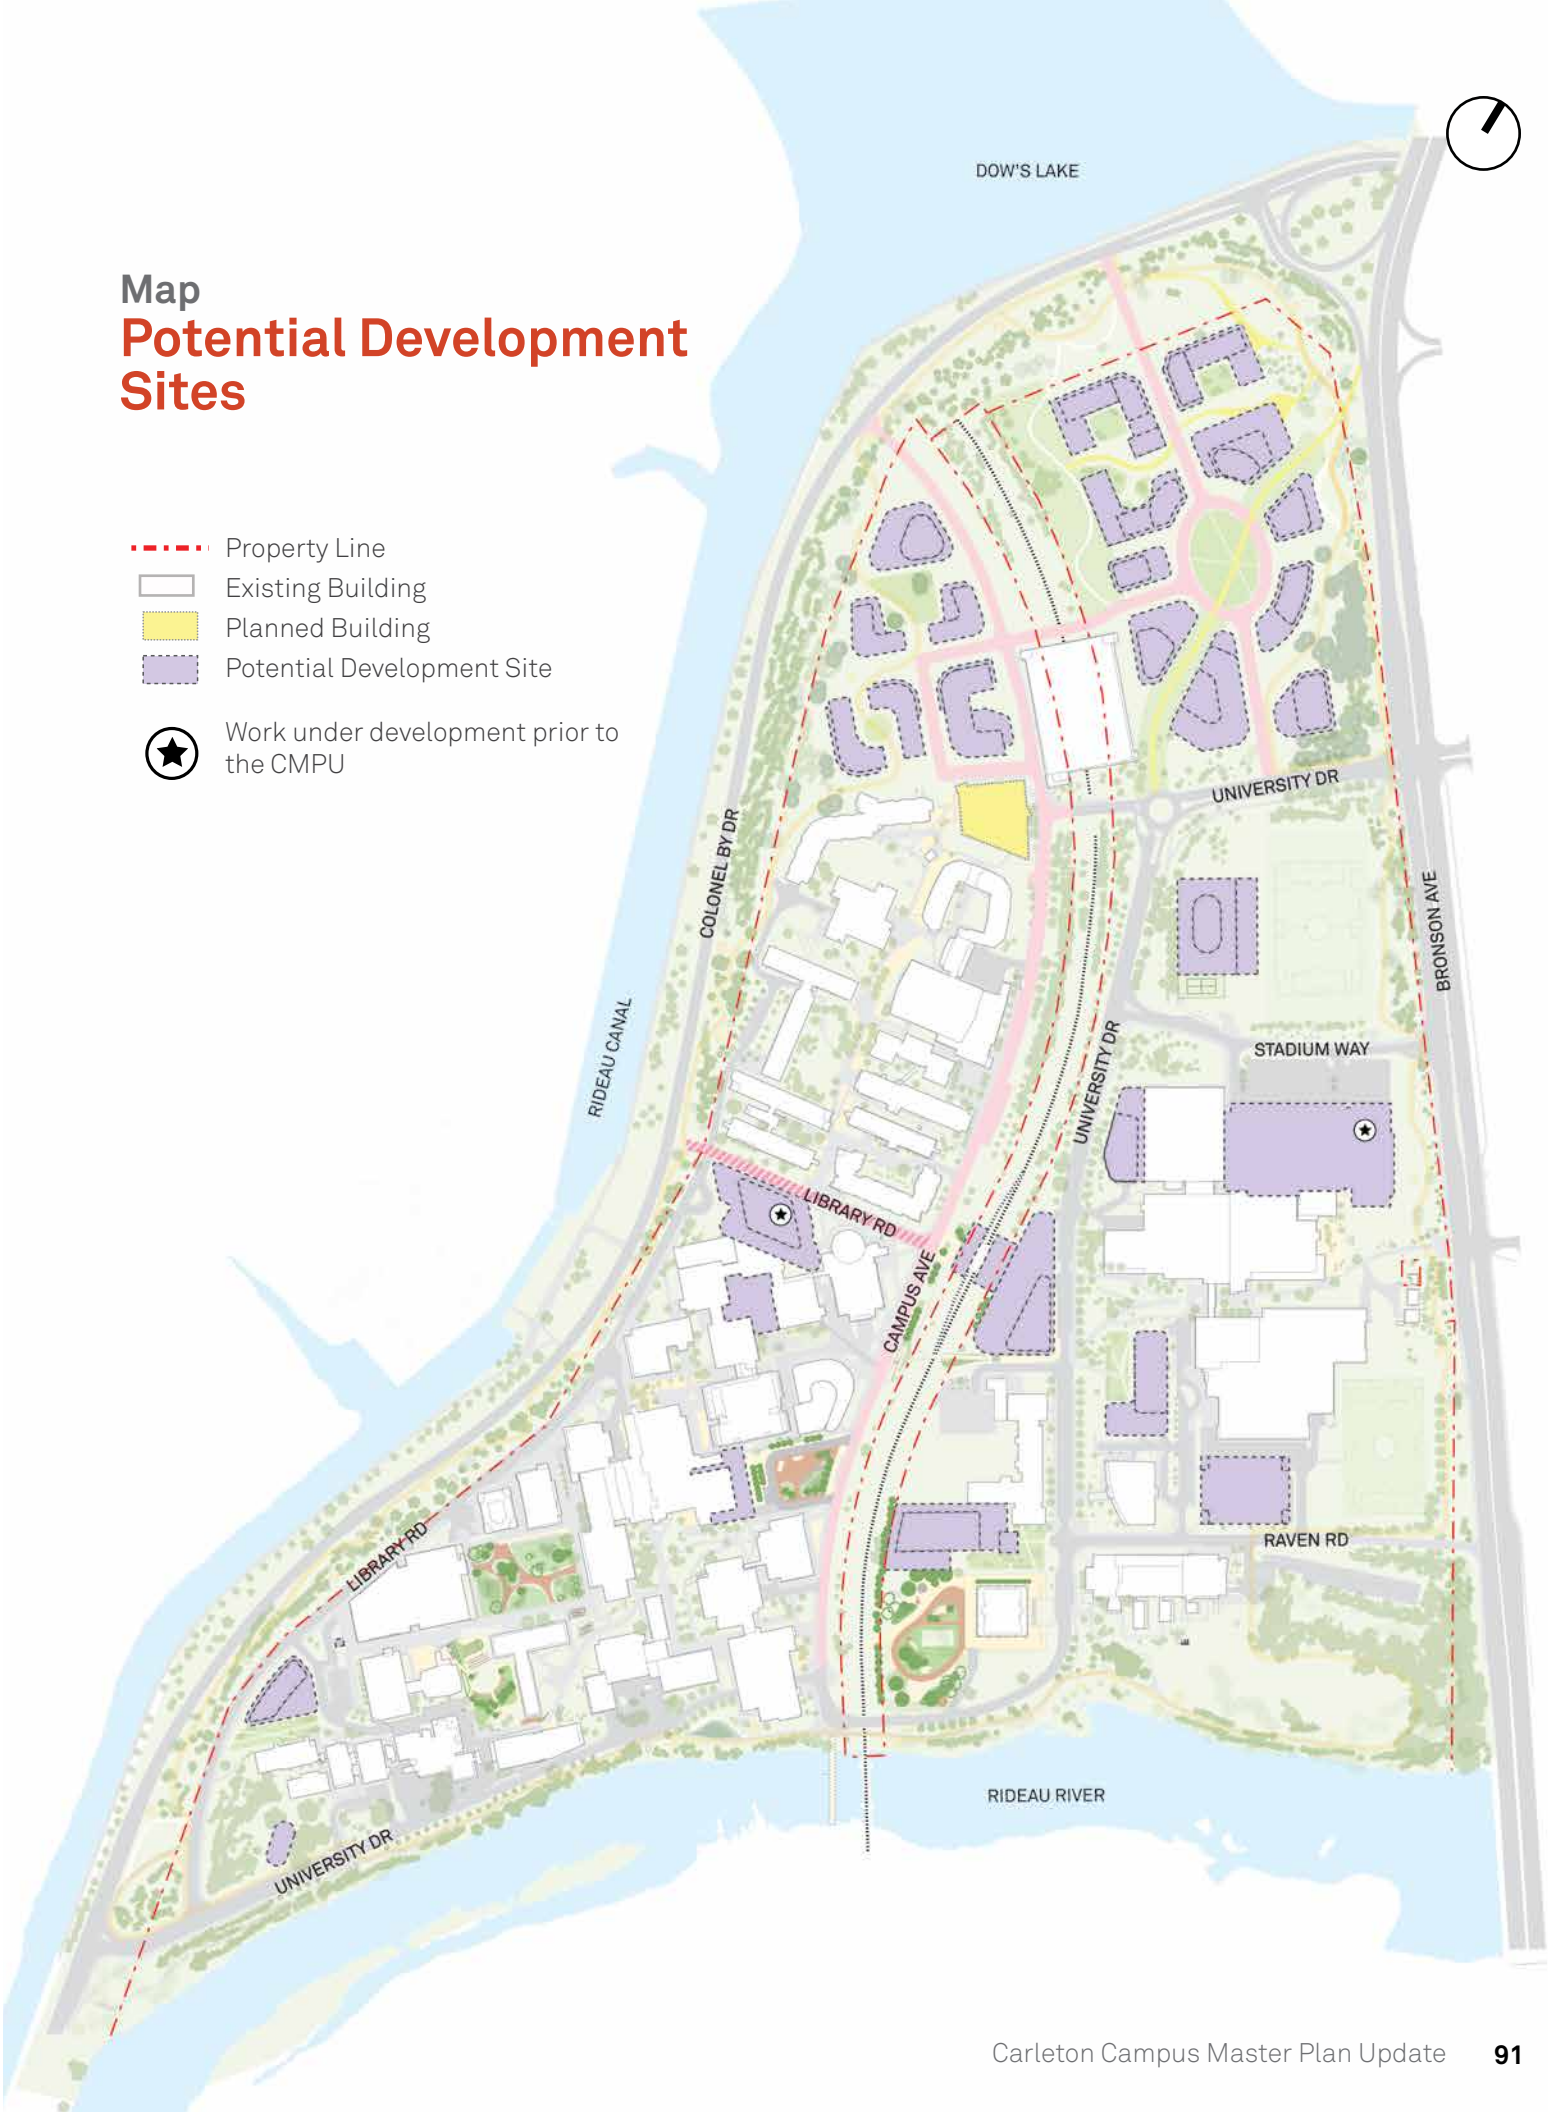 Map
Potential Development
Sites
Property Line
Existing Building
Planned Building
Potential Development Site
Work under development prior to
the CMPU
DOW'S LAKE
UNIVERSITY DR
COLONEL BY DR
BRONSON AVE
RIDEAU CANAL
STADIUM WAY
UNIVERSITY DR
LIBRARY RD
CAMPUS AVE
LIBRARY RD
RAVEN RD
RIDEAU RIVER
UNIVERSITY DR
Carleton Campus Master Plan Update 91